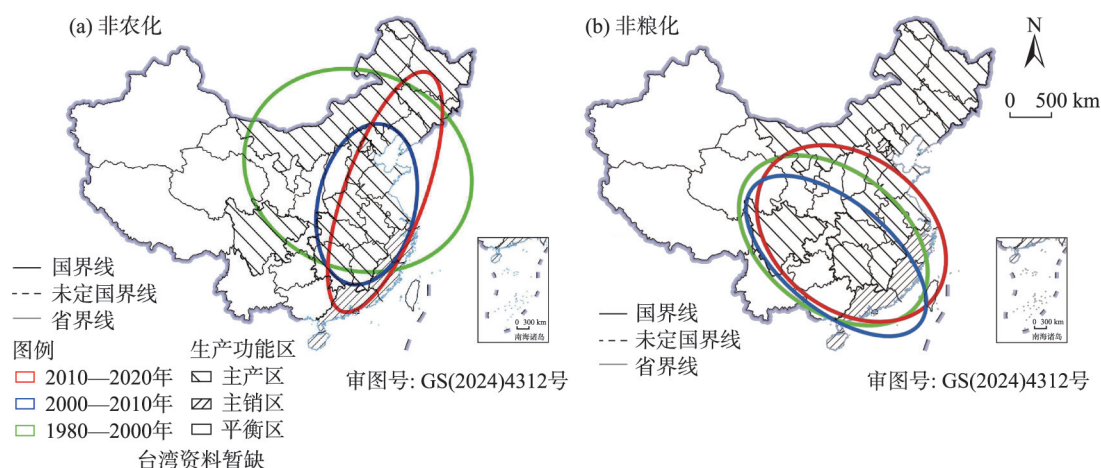 (a) 非农化
国界线
未定国界线
省界线
图例
2010—2020年
2000—2010年
1980—2000年
生产功能区
主产区
主销区
平衡区
台湾资料暂缺
0 300 km
南海诸岛
审图号: GS(2024)4312号
(b) 非粮化
N
0 500 km
国界线
未定国界线
省界线
0 300 km
南海诸岛
审图号: GS(2024)4312号